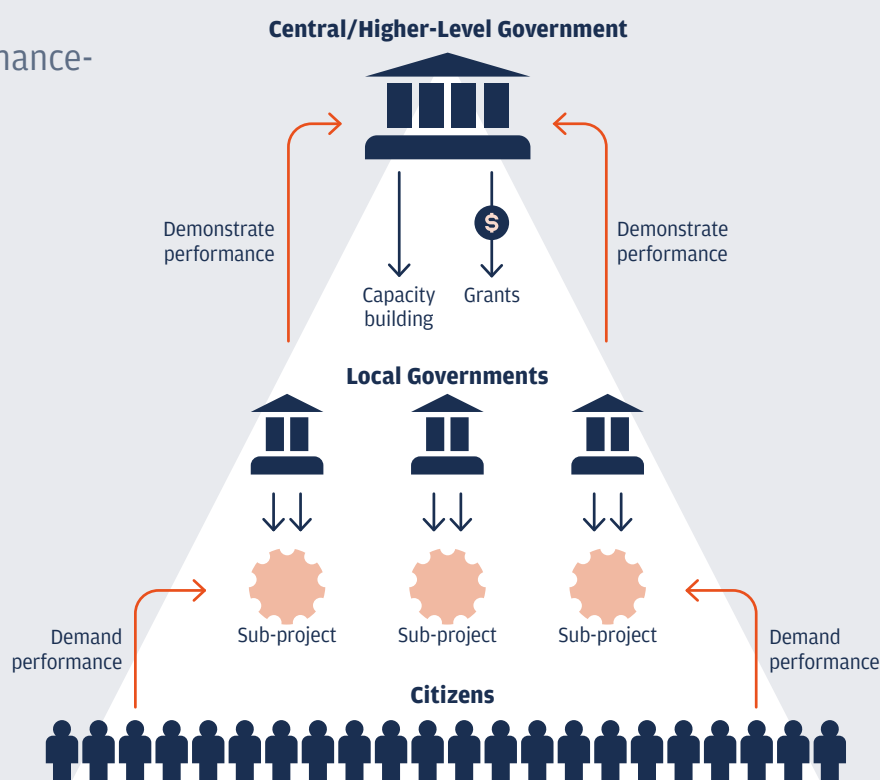 Central/Higher-Level Government
nance-
Demonstrate
performance
$
Demonstrate
performance
Capacity
building
Grants
Local Governments
Sub-project
Sub-project
Sub-project
Demand
performance
Demand
performance
Citizens